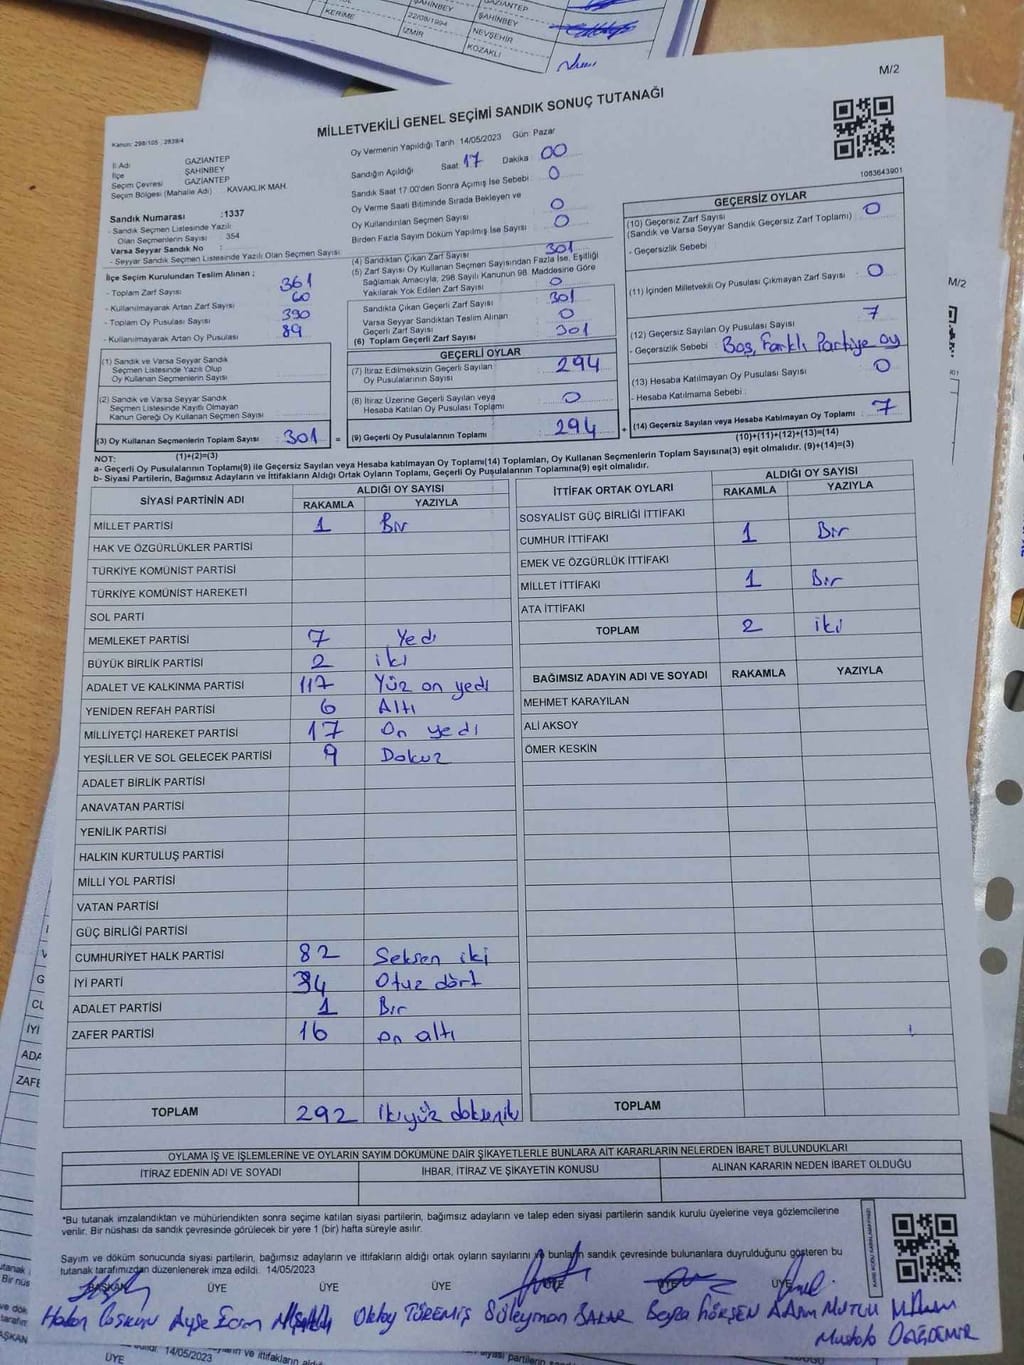 ŞAHİNBEY
GAZİANTEP
KERİME
22/09/1994
ŞAHİNBEY
İZMİR
NEVŞEHİR
KOZAKLI
M/2
MİLLETVEKİLİ GENEL SEÇİMİ SANDIK SONUÇ TUTANAĞI
Kanun: 298/105 , 2839/4
1083643901
İl Adı GAZİANTEP
İlçe ŞAHİNBEY
Seçim Çevresi GAZİANTEP
Seçim Bölgesi (Mahalle Adı) KAVAKLIK MAH.
Sandık Numarası :1337
- Sandık Seçmen Listesinde Yazılı
Olan Seçmenlerin Sayısı : 354
Varsa Seyyar Sandık No :
- Seyyar Sandık Seçmen Listesinde Yazılı Olan Seçmen Sayısı
İlçe Seçim Kurulundan Teslim Alınan ;
- Toplam Zarf Sayısı 361
- Kullanılmayarak Artan Zarf Sayısı 60
- Toplam Oy Pusulası Sayısı 390
- Kullanılmayarak Artan Oy Pusulası 89
(1) Sandık ve Varsa Seyyar Sandık
Seçmen Listesinde Yazılı Olup
Oy Kullanan Seçmenlerin Sayısı
(2) Sandık ve Varsa Seyyar Sandık
Seçmen Listesinde Kayıtlı Olmayan
Kanun Gereği Oy Kullanan Seçmen Sayısı
(3) Oy Kullanan Seçmenlerin Toplam Sayısı 301 =
(1)+(2)=(3)
Oy Vermenin Yapıldığı Tarih 14/05/2023 Gün: Pazar
Sandığın Açıldığı Saat: 17 Dakika 00
Sandık Saat 17.00'den Sonra Açımış İse Sebebi 0
Oy Verme Saati Bitiminde Sırada Bekleyen ve
Oy Kullandırılan Seçmen Sayısı 0
Birden Fazla Sayım Döküm Yapılmış İse Sayısı 0
(4) Sandıktan Çıkan Zarf Sayısı 301
(5) Zarf Sayısı Oy Kullanan Seçmen Sayısından Fazla İse, Eşitliği
Sağlamak Amacıyla; 298 Sayılı Kanunun 98. Maddesine Göre
Yakılarak Yok Edilen Zarf Sayısı 0
Sandıkta Çıkan Geçerli Zarf Sayısı 301
Varsa Seyyar Sandıktan Teslim Alınan
Geçerli Zarf Sayısı 0
(6) Toplam Geçerli Zarf Sayısı 301
GEÇERLİ OYLAR
(7) İtiraz Edilmeksizin Geçerli Sayılan
Oy Pusulalarının Sayısı 294
(8) İtiraz Üzerine Geçerli Sayılan veya
Hesaba Katılan Oy Pusulası Toplamı 0
(9) Geçerli Oy Pusulalarının Toplamı 294 +
GEÇERSİZ OYLAR
(10) Geçersiz Zarf Sayısı
(Sandık ve Varsa Seyyar Sandık Geçersiz Zarf Toplamı) 0
- Geçersizlik Sebebi :
(11) İçinden Milletvekili Oy Pusulası Çıkmayan Zarf Sayısı 0
(12) Geçersiz Sayılan Oy Pusulası Sayısı 7
- Geçersizlik Sebebi : Boş, Farklı Partiye oy
(13) Hesaba Katılmayan Oy Pusulası Sayısı 0
- Hesaba Katılmama Sebebi :
(14) Geçersiz Sayılan veya Hesaba Katılmayan Oy Toplamı 7
(10)+(11)+(12)+(13)=(14)
NOT:
a- Geçerli Oy Pusulalarının Toplamı(9) ile Geçersiz Sayılan veya Hesaba katılmayan Oy Toplamı(14) Toplamları, Oy Kullanan Seçmenlerin Toplam Sayısına(3) eşit olmalıdır. (9)+(14)=(3)
b- Siyasi Partilerin, Bağımsız Adayların ve İttifakların Aldığı Ortak Oyların Toplamı, Geçerli Oy Pusulalarının Toplamına(9) eşit olmalıdır.
SİYASİ PARTİNİN ADI ALDIĞI OY SAYISI
RAKAMLA YAZIYLA
MİLLET PARTİSİ 1 Bir
HAK VE ÖZGÜRLÜKLER PARTİSİ
TÜRKİYE KOMÜNİST PARTİSİ
TÜRKİYE KOMÜNİST HAREKETİ
SOL PARTİ
MEMLEKET PARTİSİ 7 Yedi
BÜYÜK BİRLİK PARTİSİ 2 iki
ADALET VE KALKINMA PARTİSİ 117 Yüz on yedi
YENİDEN REFAH PARTİSİ 6 Altı
MİLLİYETÇİ HAREKET PARTİSİ 17 On yedi
YEŞİLLER VE SOL GELECEK PARTİSİ 9 Dokuz
ADALET BİRLİK PARTİSİ
ANAVATAN PARTİSİ
YENİLİK PARTİSİ
HALKIN KURTULUŞ PARTİSİ
MİLLİ YOL PARTİSİ
VATAN PARTİSİ
GÜÇ BİRLİĞİ PARTİSİ
CUMHURİYET HALK PARTİSİ 82 Seksen iki
İYİ PARTİ 34 Otuz dört
ADALET PARTİSİ 1 Bir
ZAFER PARTİSİ 16 on altı
TOPLAM 292 ikiyüz doksaniki
İTTİFAK ORTAK OYLARI ALDIĞI OY SAYISI
RAKAMLA YAZIYLA
SOSYALİST GÜÇ BİRLİĞİ İTTİFAKI
CUMHUR İTTİFAKI 1 Bir
EMEK VE ÖZGÜRLÜK İTTİFAKI
MİLLET İTTİFAKI 1 Bir
ATA İTTİFAKI
TOPLAM 2 iki
BAĞIMSIZ ADAYIN ADI VE SOYADI RAKAMLA YAZIYLA
MEHMET KARAYILAN
ALİ AKSOY
ÖMER KESKİN
TOPLAM
OYLAMA İŞ VE İŞLEMLERİNE VE OYLARIN SAYIM DÖKÜMÜNE DAİR ŞİKAYETLERLE BUNLARA AİT KARARLARIN NELERDEN İBARET BULUNDUKLARI
İTİRAZ EDENİN ADI VE SOYADI İHBAR, İTİRAZ VE ŞİKAYETİN KONUSU ALINAN KARARIN NEDEN İBARET OLDUĞU
*Bu tutanak imzalandıktan ve mühürlendikten sonra seçime katılan siyasi partilerin, bağımsız adayların ve talep eden siyasi partilerin sandık kurulu üyelerine veya gözlemcilerine
verilir. Bir nüshası da sandık çevresinde görülecek bir yere 1 (bir) hafta süreyle asılır.
Sayım ve döküm sonucunda siyasi partilerin, bağımsız adayların ve ittifakların aldığı ortak oyların sayılarını ve bunların sandık çevresinde bulunanlara duyrulduğunu gösteren bu
tutanak tarafımızdan düzenlenerek imza edildi. 14/05/2023
BAŞKAN ÜYE ÜYE ÜYE ÜYE ÜYE ÜYE
Hakan COŞKUN Ayşe Oktay TÜREMİŞ Süleyman Beyza ADEM MUTLU
Mustafa DAĞDEMİR
M/2
İYİ
ADA
ZAFE
14/05/2023
ÜYE